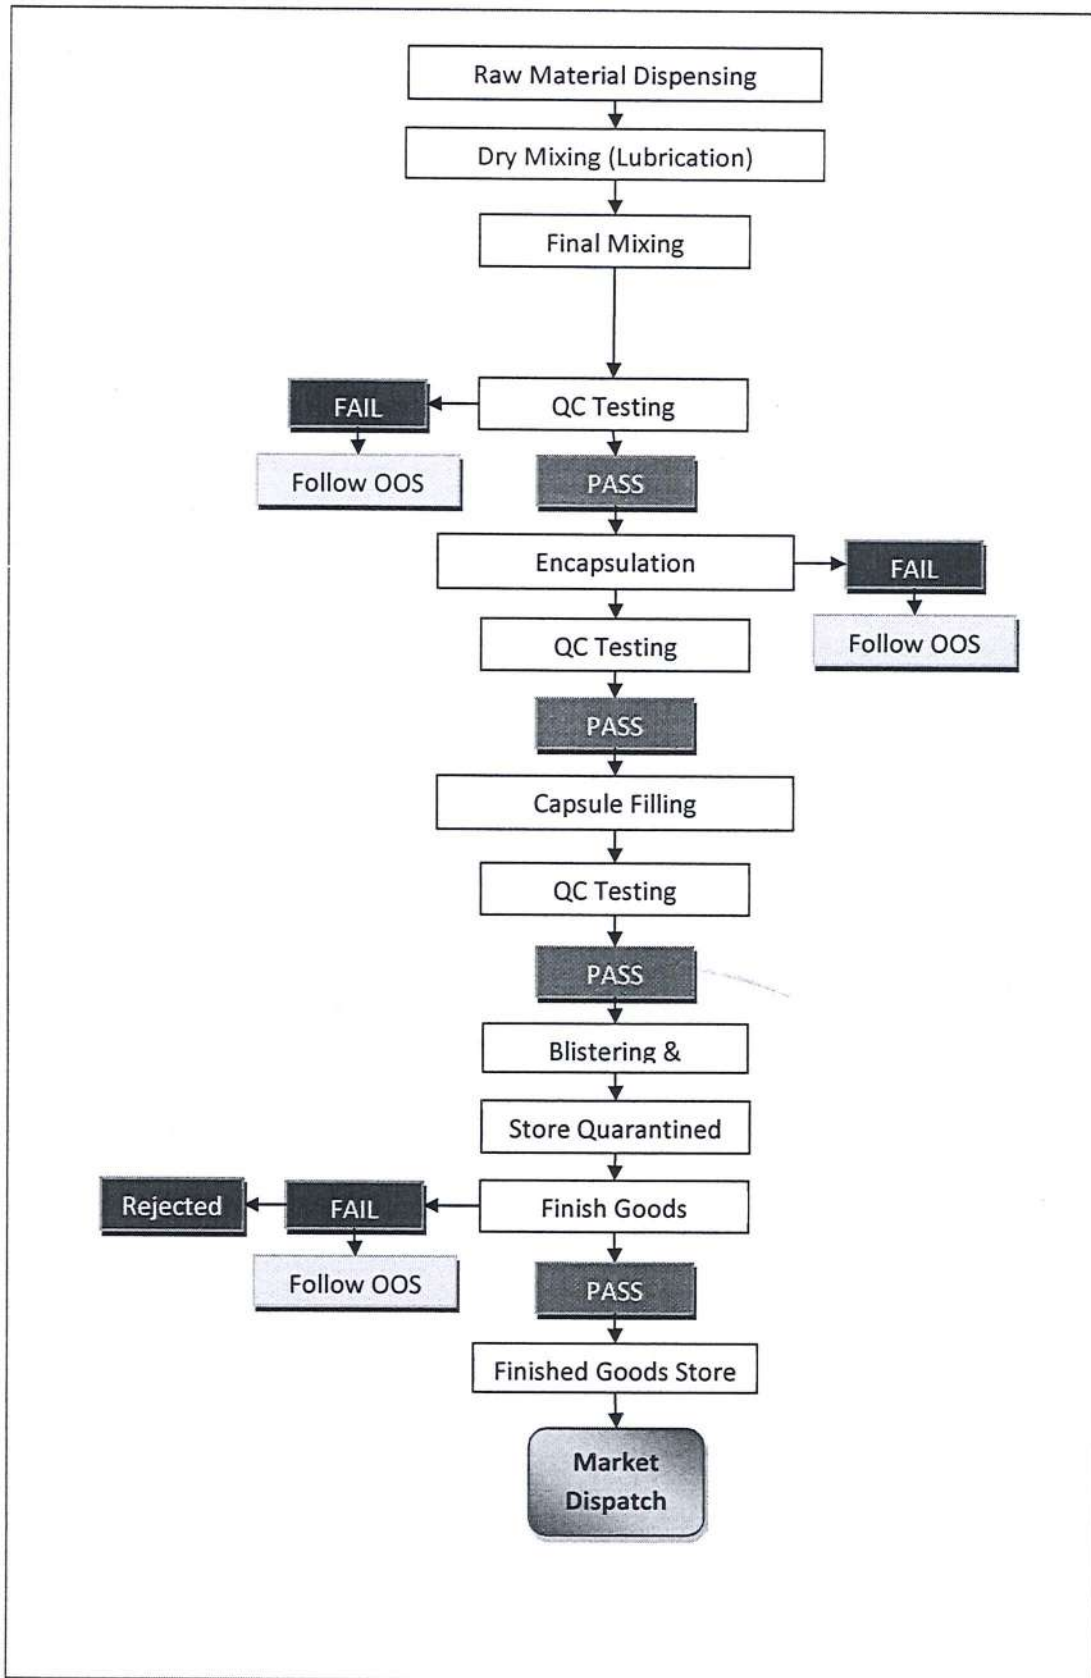 Raw Material Dispensing
Dry Mixing (Lubrication)
Final Mixing
FAIL
QC Testing
Follow OOS
PASS
Encapsulation
FAIL
QC Testing
Follow OOS
PASS
Capsule Filling
QC Testing
PASS
Blistering &
Store Quarantined
Rejected
FAIL
Finish Goods
Follow OOS
PASS
Finished Goods Store
Market
Dispatch